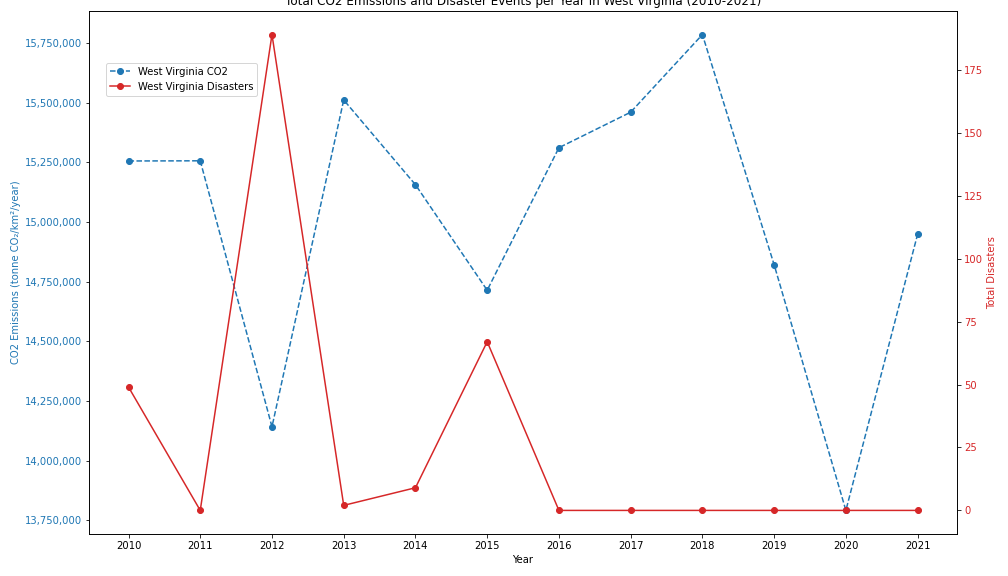 Total CO2 Emissions and Disaster Events per Year in West Virginia (2010-2021)
15,750,000
15,500,000
15,250,000
15,000,000
14,750,000
14,500,000
14,250,000
14,000,000
13,750,000
CO2 Emissions (tonne CO₂/km²/year)
West Virginia CO2
West Virginia Disasters
175
150
125
100
75
50
25
0
Total Disasters
2010 2011 2012 2013 2014 2015 2016 2017 2018 2019 2020 2021
Year